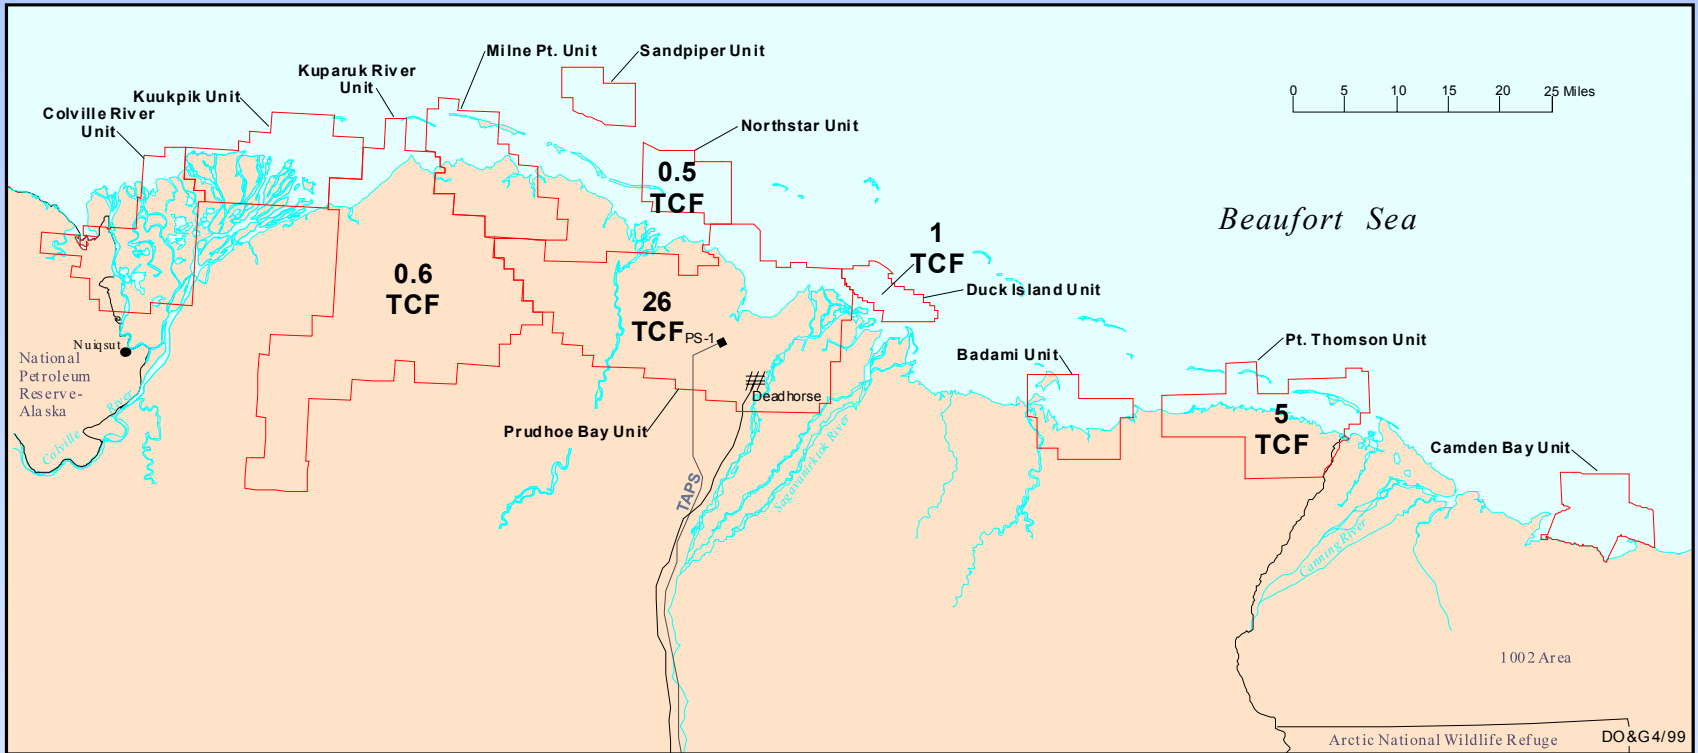 Milne Pt. Unit
Sandpiper Unit
Kuparuk River
Unit
Kuukpik Unit
Colville River
Unit
0 5 10 15 20 25 Miles
Northstar Unit
0.5
TCF
Beaufort Sea
1
TCF
0.6
TCF
26
TCF
Duck Island Unit
PS-1
Nuiqsut
National
Petroleum
Reserve-
Alaska
Colville River
Deadhorse
Prudhoe Bay Unit
Badami Unit
Pt. Thomson Unit
5
TCF
Camden Bay Unit
TAPS
Sagavanirktok River
Canning River
1002 Area
Arctic National Wildlife Refuge
DO&G 4/99